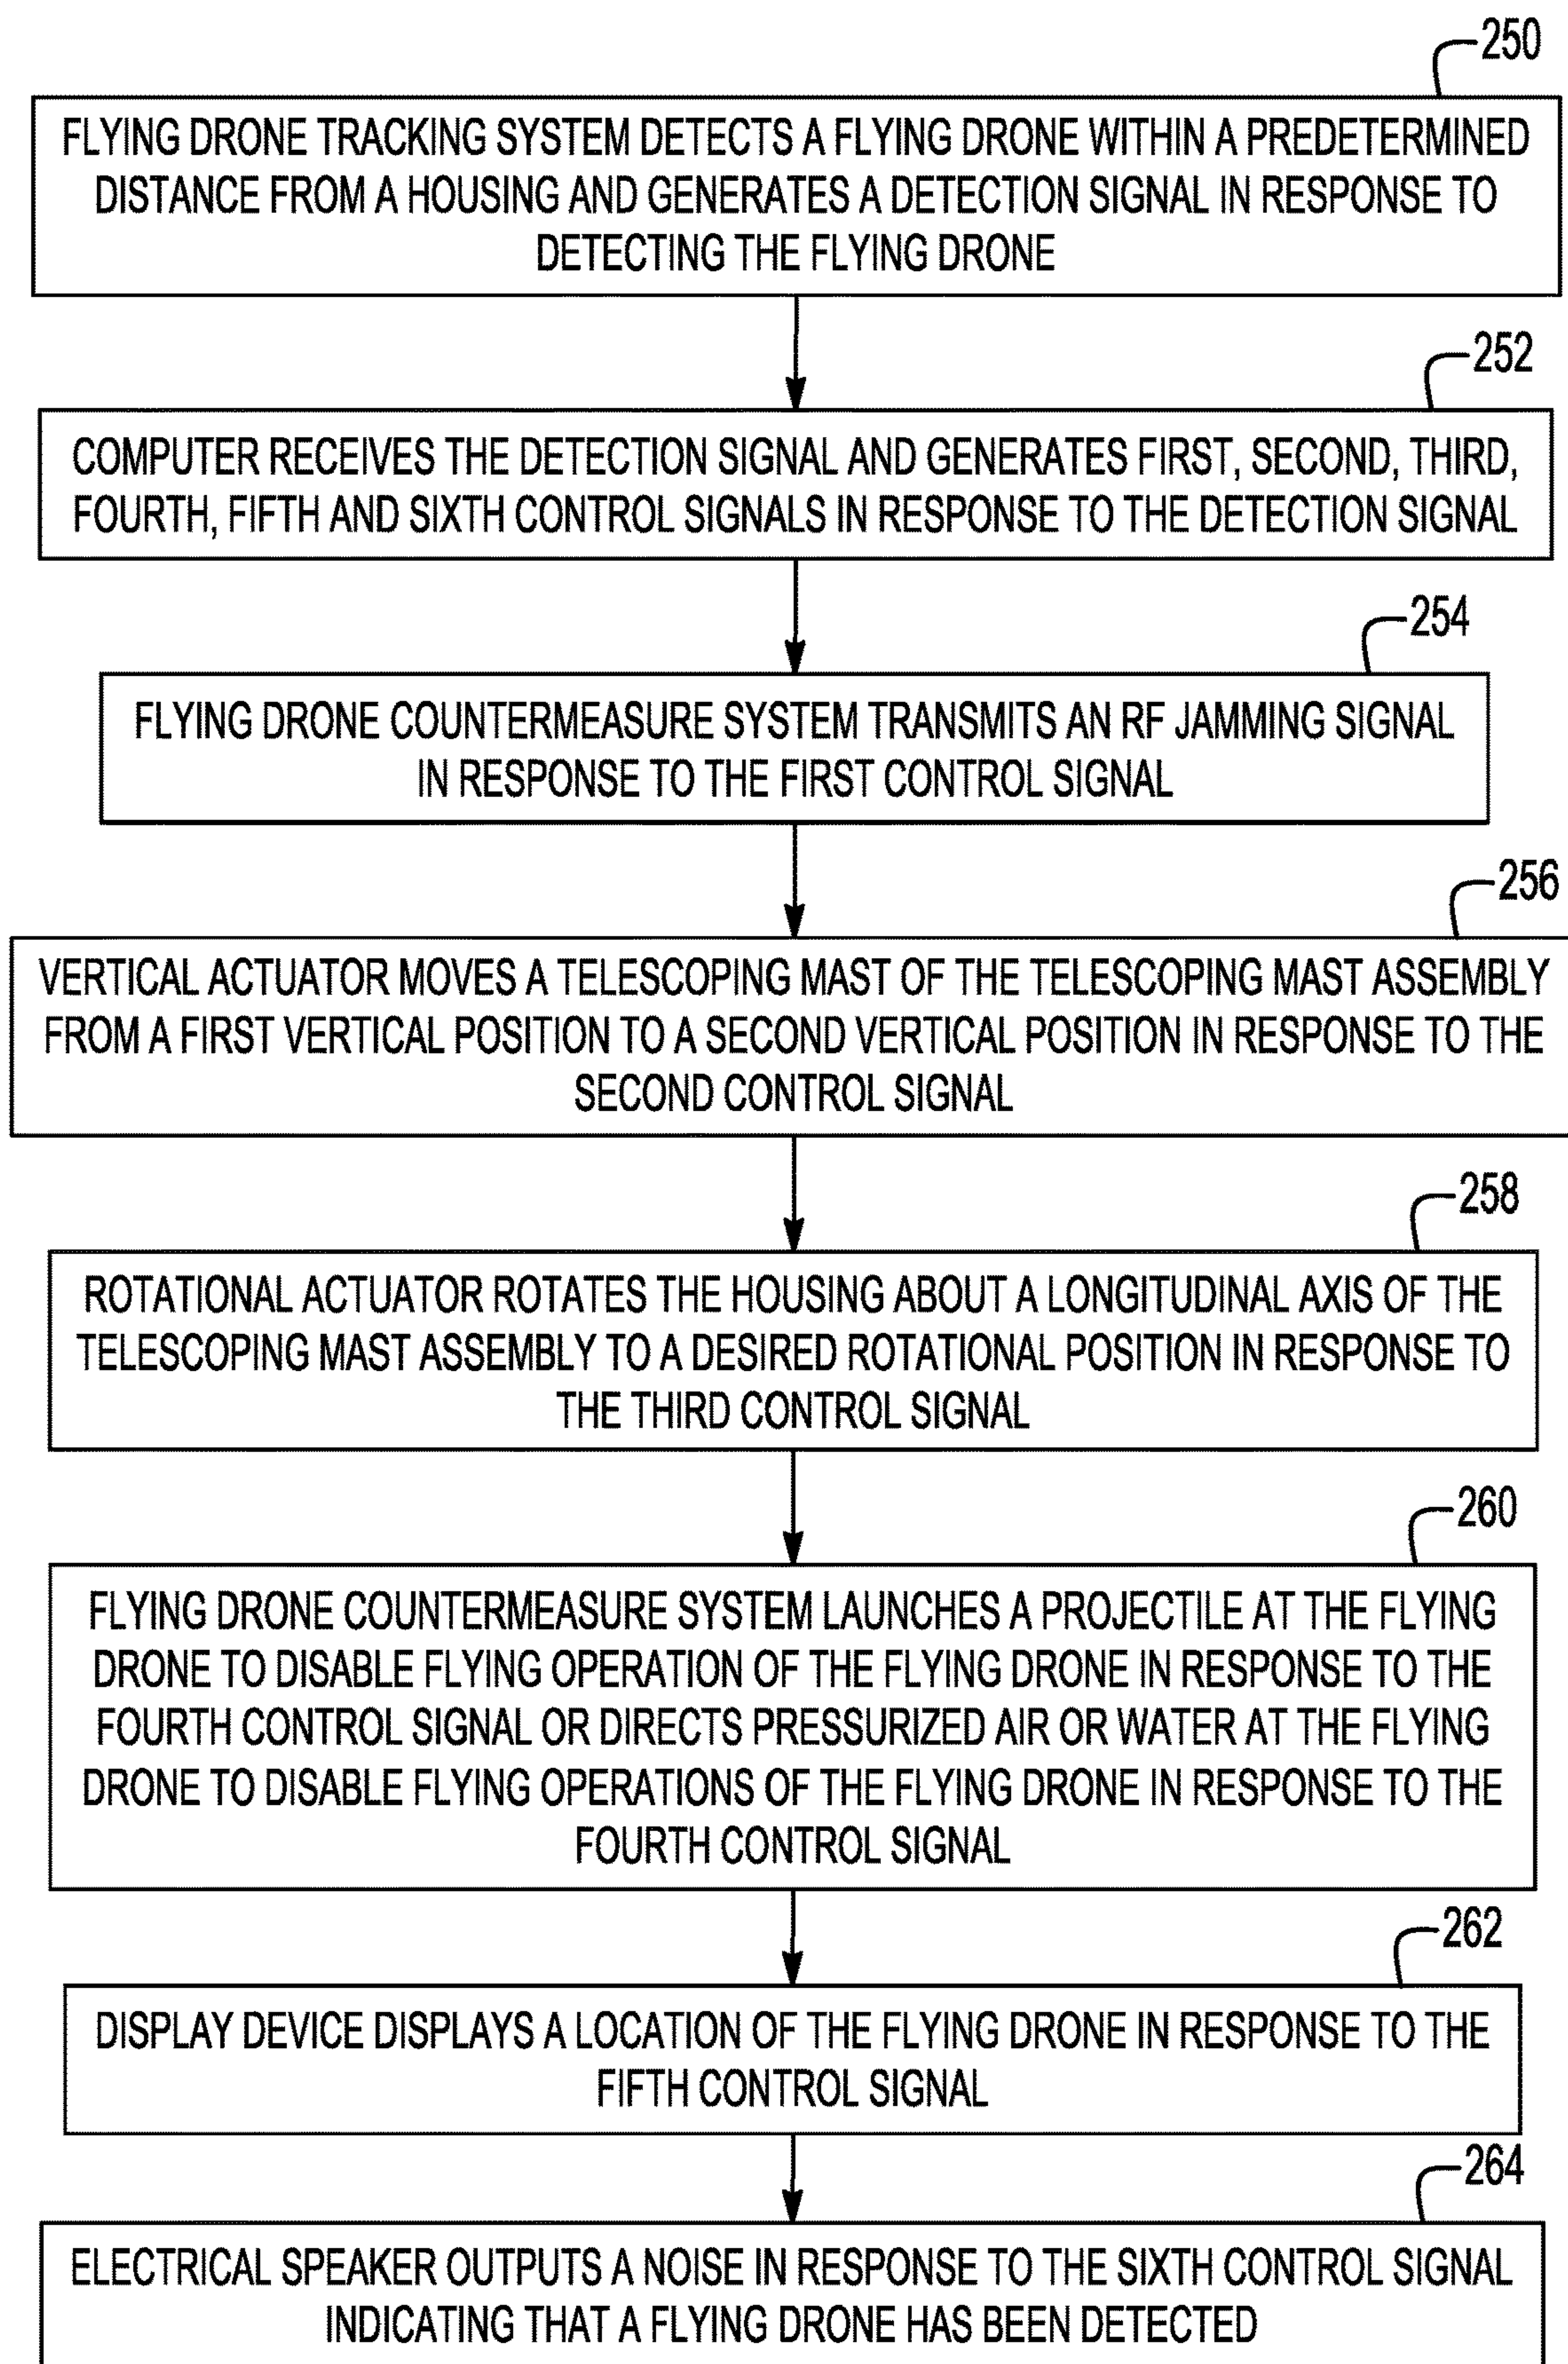 250
FLYING DRONE TRACKING SYSTEM DETECTS A FLYING DRONE WITHIN A PREDETERMINED
DISTANCE FROM A HOUSING AND GENERATES A DETECTION SIGNAL IN RESPONSE TO
DETECTING THE FLYING DRONE
252
COMPUTER RECEIVES THE DETECTION SIGNAL AND GENERATES FIRST, SECOND, THIRD,
FOURTH, FIFTH AND SIXTH CONTROL SIGNALS IN RESPONSE TO THE DETECTION SIGNAL
254
FLYING DRONE COUNTERMEASURE SYSTEM TRANSMITS AN RF JAMMING SIGNAL
IN RESPONSE TO THE FIRST CONTROL SIGNAL
256
VERTICAL ACTUATOR MOVES A TELESCOPING MAST OF THE TELESCOPING MAST ASSEMBLY
FROM A FIRST VERTICAL POSITION TO A SECOND VERTICAL POSITION IN RESPONSE TO THE
SECOND CONTROL SIGNAL
258
ROTATIONAL ACTUATOR ROTATES THE HOUSING ABOUT A LONGITUDINAL AXIS OF THE
TELESCOPING MAST ASSEMBLY TO A DESIRED ROTATIONAL POSITION IN RESPONSE TO
THE THIRD CONTROL SIGNAL
260
FLYING DRONE COUNTERMEASURE SYSTEM LAUNCHES A PROJECTILE AT THE FLYING
DRONE TO DISABLE FLYING OPERATION OF THE FLYING DRONE IN RESPONSE TO THE
FOURTH CONTROL SIGNAL OR DIRECTS PRESSURIZED AIR OR WATER AT THE FLYING
DRONE TO DISABLE FLYING OPERATIONS OF THE FLYING DRONE IN RESPONSE TO THE
FOURTH CONTROL SIGNAL
262
DISPLAY DEVICE DISPLAYS A LOCATION OF THE FLYING DRONE IN RESPONSE TO THE
FIFTH CONTROL SIGNAL
264
ELECTRICAL SPEAKER OUTPUTS A NOISE IN RESPONSE TO THE SIXTH CONTROL SIGNAL
INDICATING THAT A FLYING DRONE HAS BEEN DETECTED